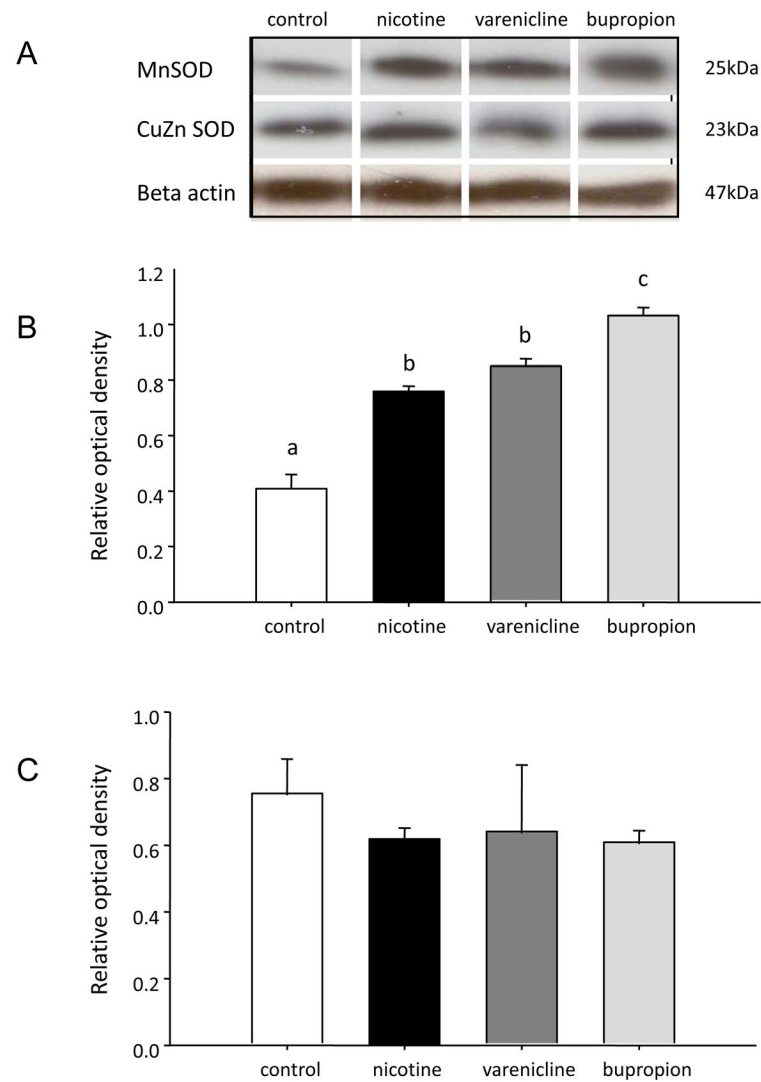 control nicotine varenicline bupropion
A
MnSOD 25kDa
CuZn SOD 23kDa
Beta actin 47kDa
B
Relative optical density
1.2
1.0
0.8
0.6
0.4
0.2
0.0
a b b c
control nicotine varenicline bupropion
C
Relative optical density
1.0
0.8
0.6
0.4
0.2
0.0
control nicotine varenicline bupropion